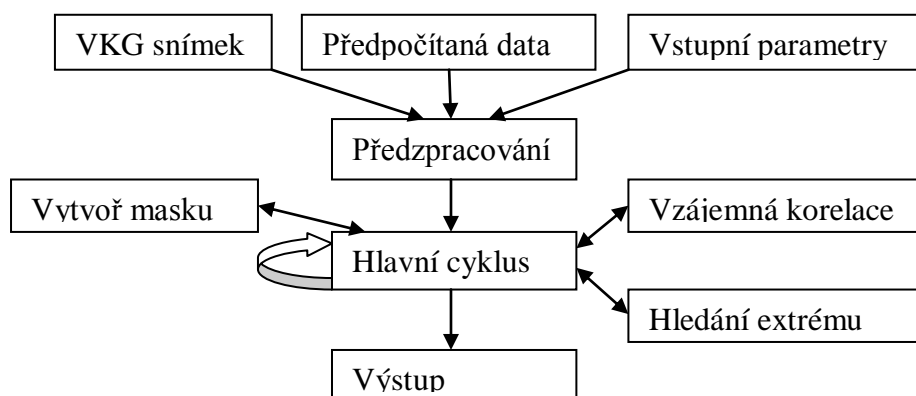 VKG snímek
Předpočítaná data
Vstupní parametry
Předzpracování
Vytvoř masku
Vzájemná korelace
Hlavní cyklus
Hledání extrému
Výstup